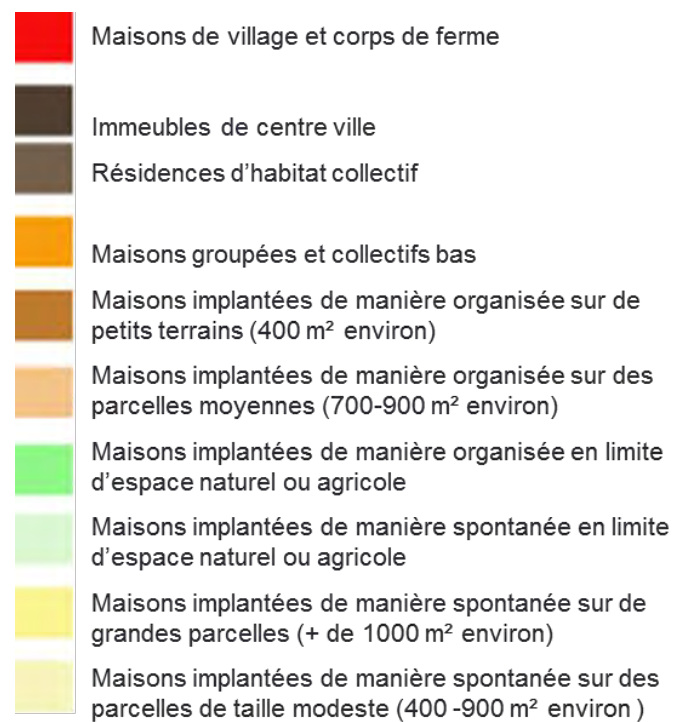 Maisons de village et corps de ferme
Immeubles de centre ville
Résidences d'habitat collectif
Maisons groupées et collectifs bas
Maisons implantées de manière organisée sur de
petits terrains (400 m² environ)
Maisons implantées de manière organisée sur des
parcelles moyennes (700-900 m² environ)
Maisons implantées de manière organisée en limite
d'espace naturel ou agricole
Maisons implantées de manière spontanée en limite
d'espace naturel ou agricole
Maisons implantées de manière spontanée sur de
grandes parcelles (+ de 1000 m² environ)
Maisons implantées de manière spontanée sur des
parcelles de taille modeste (400 -900 m² environ )